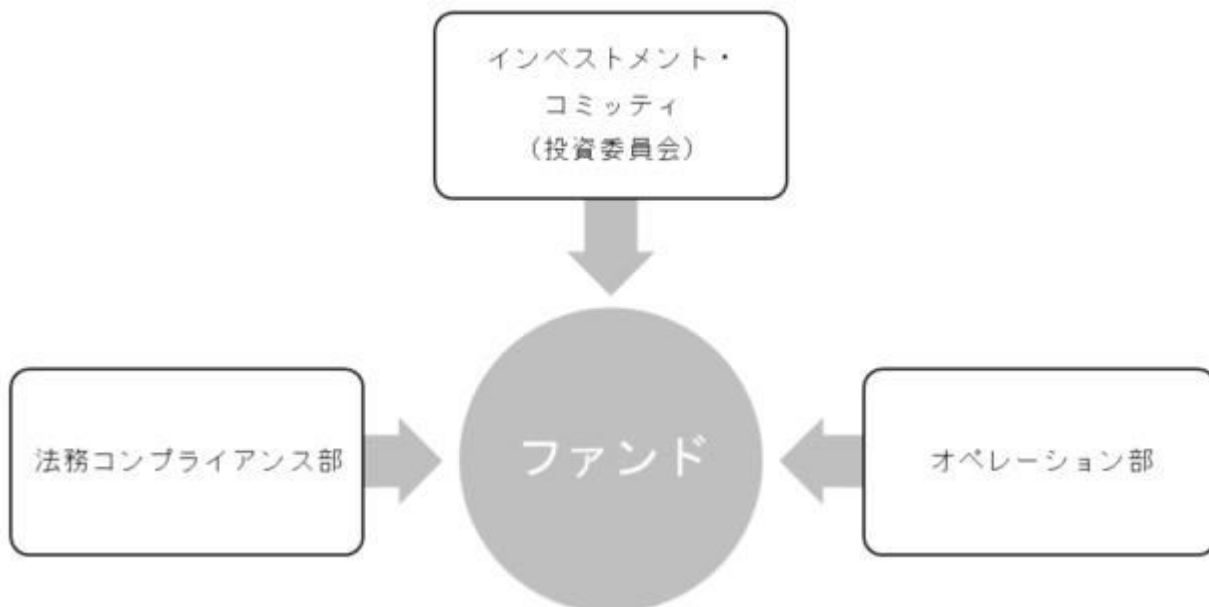 インベストメント・
コミッティ
（投資委員会）
法務コンプライアンス部
ファンド
オペレーション部